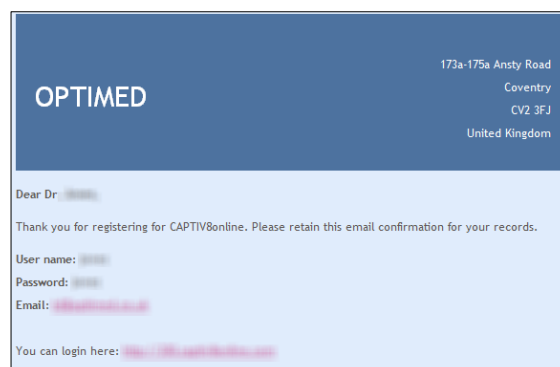 OPTIMED
173a-175a Ansty Road
Coventry
CV2 3FJ
United Kingdom
Dear Dr
Thank you for registering for CAPTIV8online. Please retain this email confirmation for your records.
User name:
Password:
Email:
You can login here: